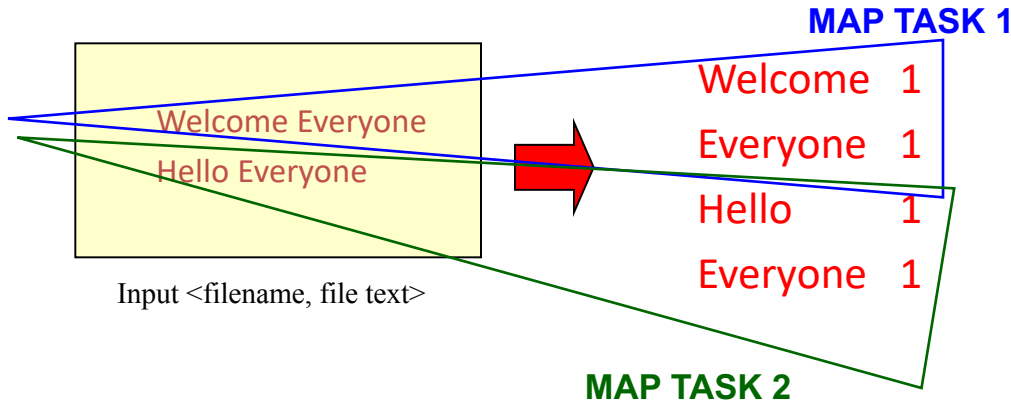 MAP TASK 1
Welcome Everyone
Hello Everyone
Input <filename, file text>
Welcome 1
Everyone 1
Hello 1
Everyone 1
MAP TASK 2